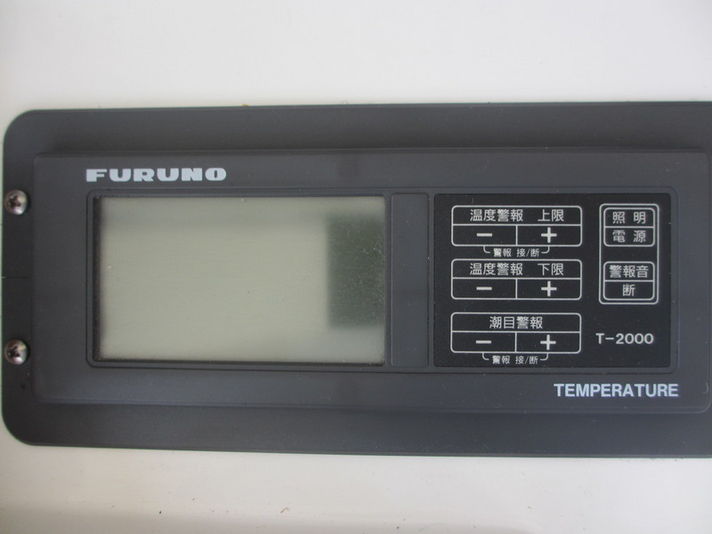 FURUNO
温度警報 上限
− +
警報 接/断
温度警報 下限
− +
潮目警報
− +
警報 接/断
照明
電源
警報音
断
T-2000
TEMPERATURE